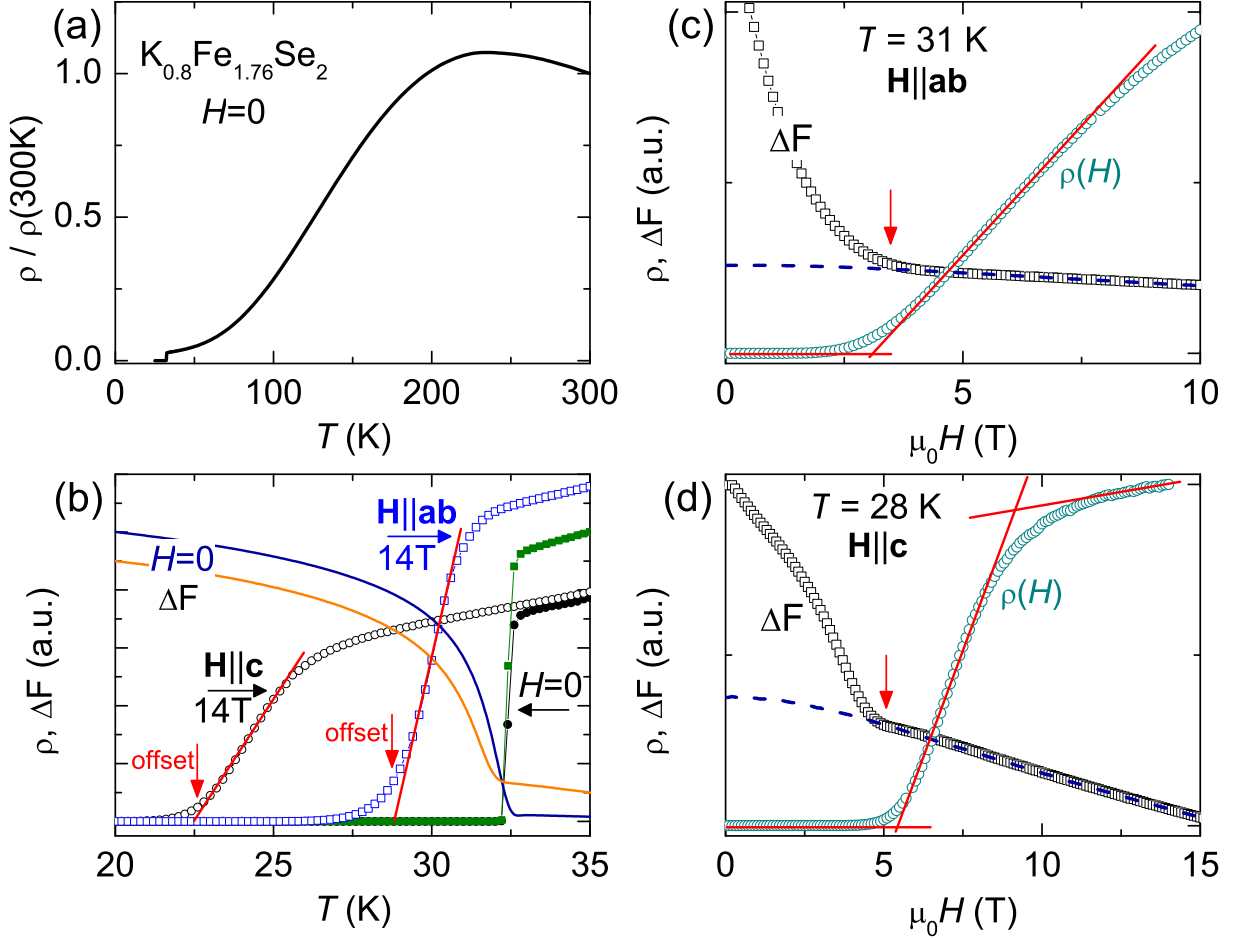 (a)
K0.8Fe1.76Se2
H=0
1.0
0.5
0.0
ρ / ρ(300K)
0 100 200 300
T (K)
(c)
T = 31 K
H||ab
ΔF
ρ(H)
ρ, ΔF (a.u.)
0 5 10
μ0H (T)
(b)
H=0
ΔF
H||ab
14T
H||c
14T
H=0
offset
offset
ρ, ΔF (a.u.)
20 25 30 35
T (K)
(d)
T = 28 K
H||c
ΔF
ρ(H)
ρ, ΔF (a.u.)
0 5 10 15
μ0H (T)